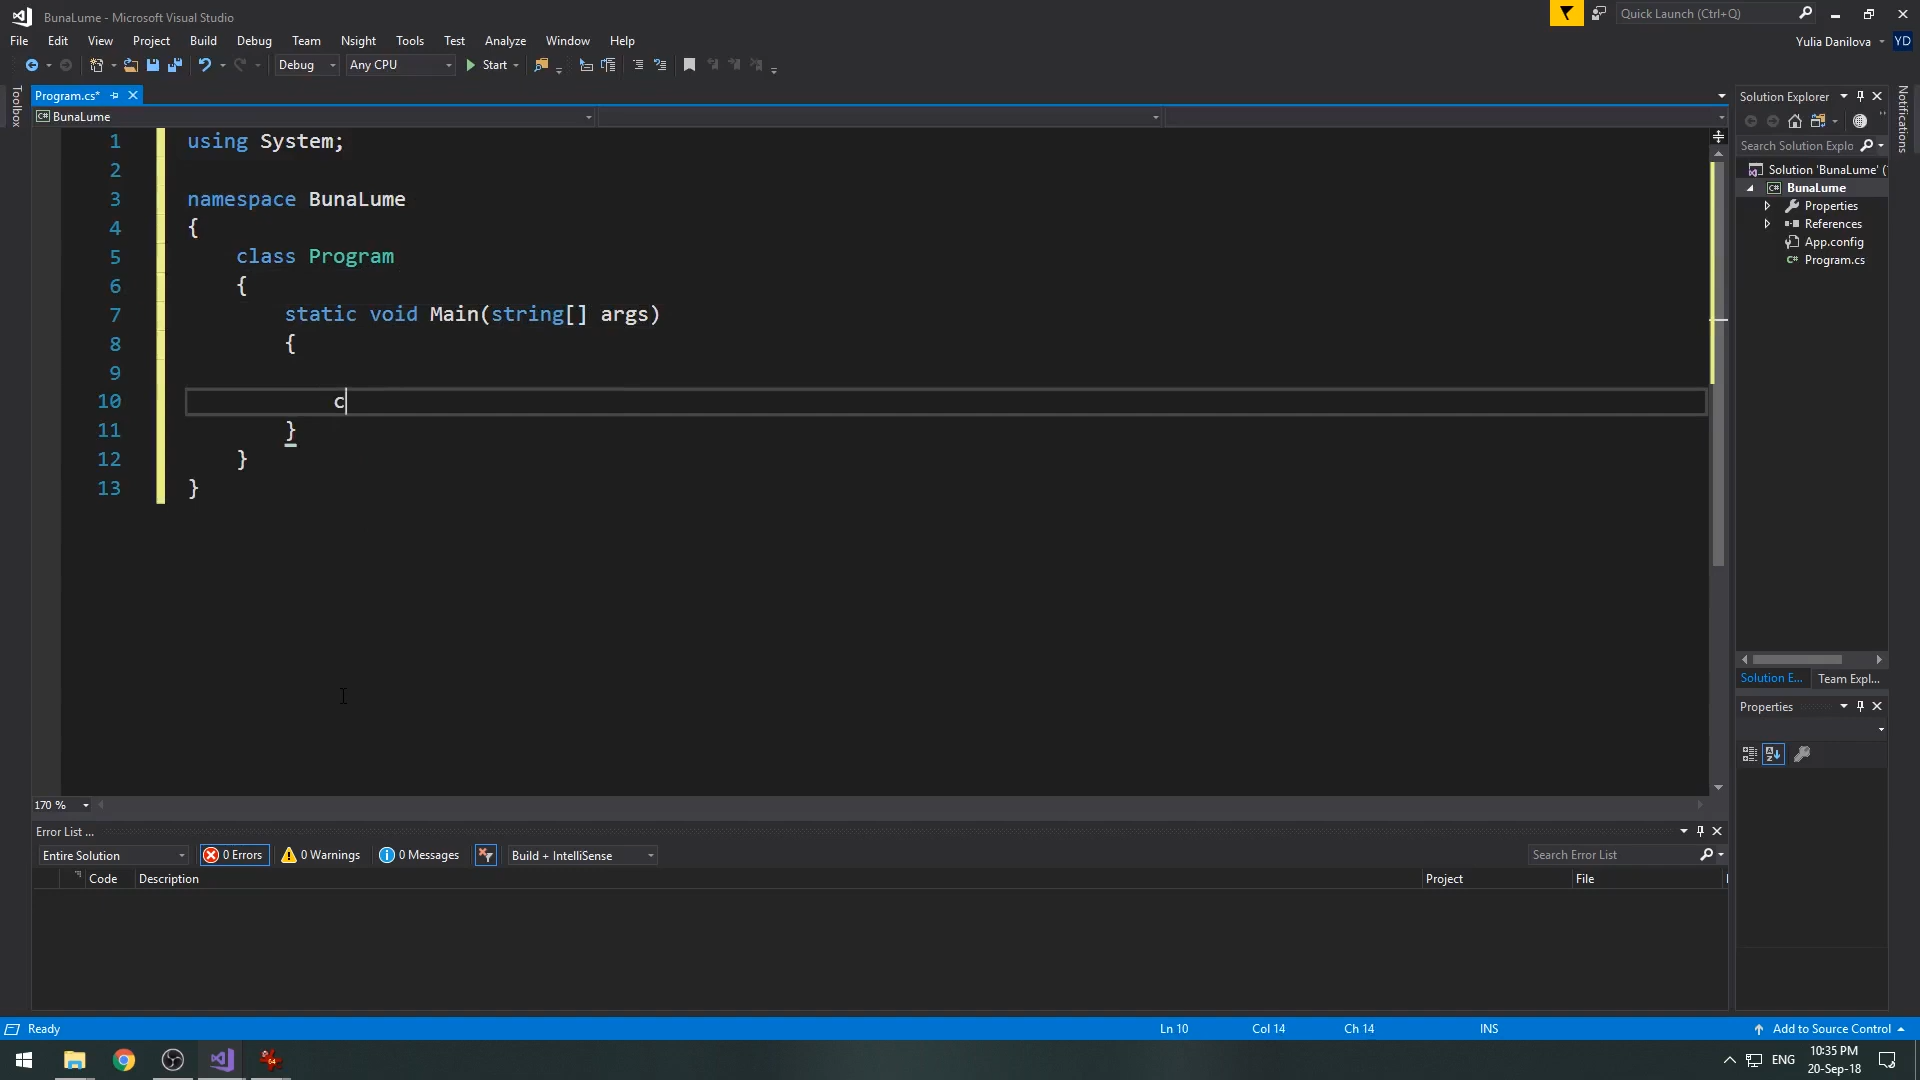 BunaLume - Microsoft Visual Studio
Quick Launch (Ctrl+Q)
File Edit View Project Build Debug Team Nsight Tools Test Analyze Window Help
Yulia Danilova YD
Debug Any CPU Start
Toolbox
Program.cs*
Solution Explorer
Notifications
C# BunaLume
1 using System;
2
3 namespace BunaLume
4 {
5 class Program
6 {
7 static void Main(string[] args)
8 {
9
10 c
11 }
12 }
13 }
Search Solution Explo
Solution 'BunaLume' (
C# BunaLume
Properties
References
App.config
C# Program.cs
Solution E... Team Expl...
Properties
170 %
Error List ...
Entire Solution 0 Errors 0 Warnings 0 Messages Build + IntelliSense Search Error List
Code Description Project File
Ready Ln 10 Col 14 Ch 14 INS Add to Source Control
64
ENG
10:35 PM
20-Sep-18